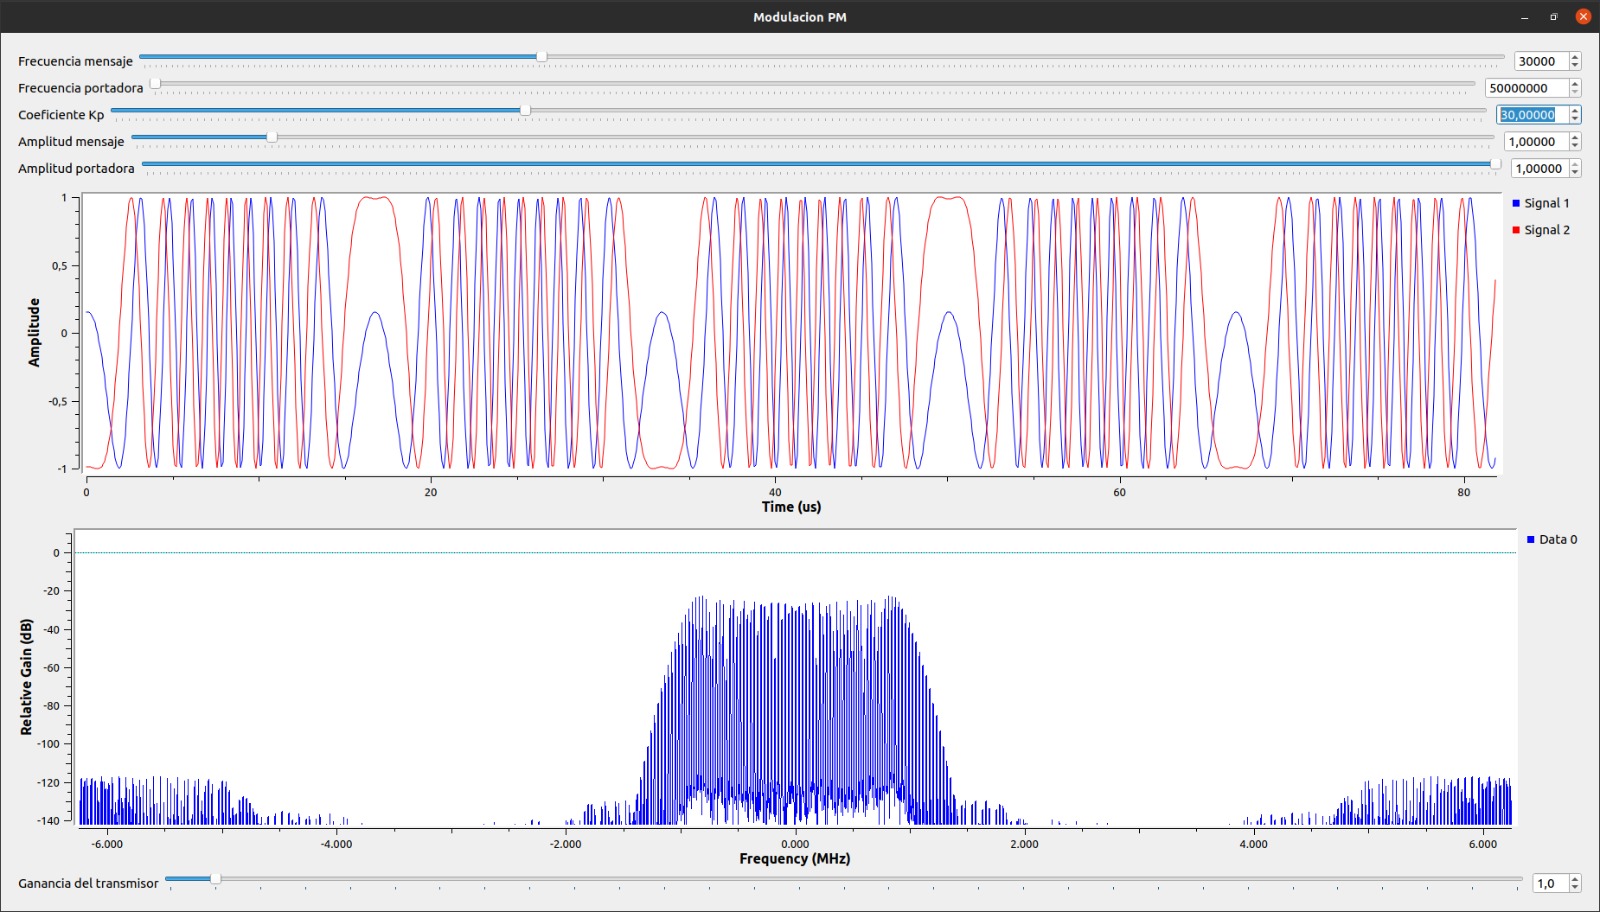 Modulacion PM
Frecuencia mensaje 30000
Frecuencia portadora 50000000
Coeficiente Kp 30,00000
Amplitud mensaje 1,00000
Amplitud portadora 1,00000
Amplitude
1
0,5
0
-0,5
-1
0 20 40 60 80
Time (us)
Signal 1
Signal 2
Relative Gain (dB)
0
-20
-40
-60
-80
-100
-120
-140
-6.000 -4.000 -2.000 0.000 2.000 4.000 6.000
Frequency (MHz)
Data 0
Ganancia del transmisor 1,0